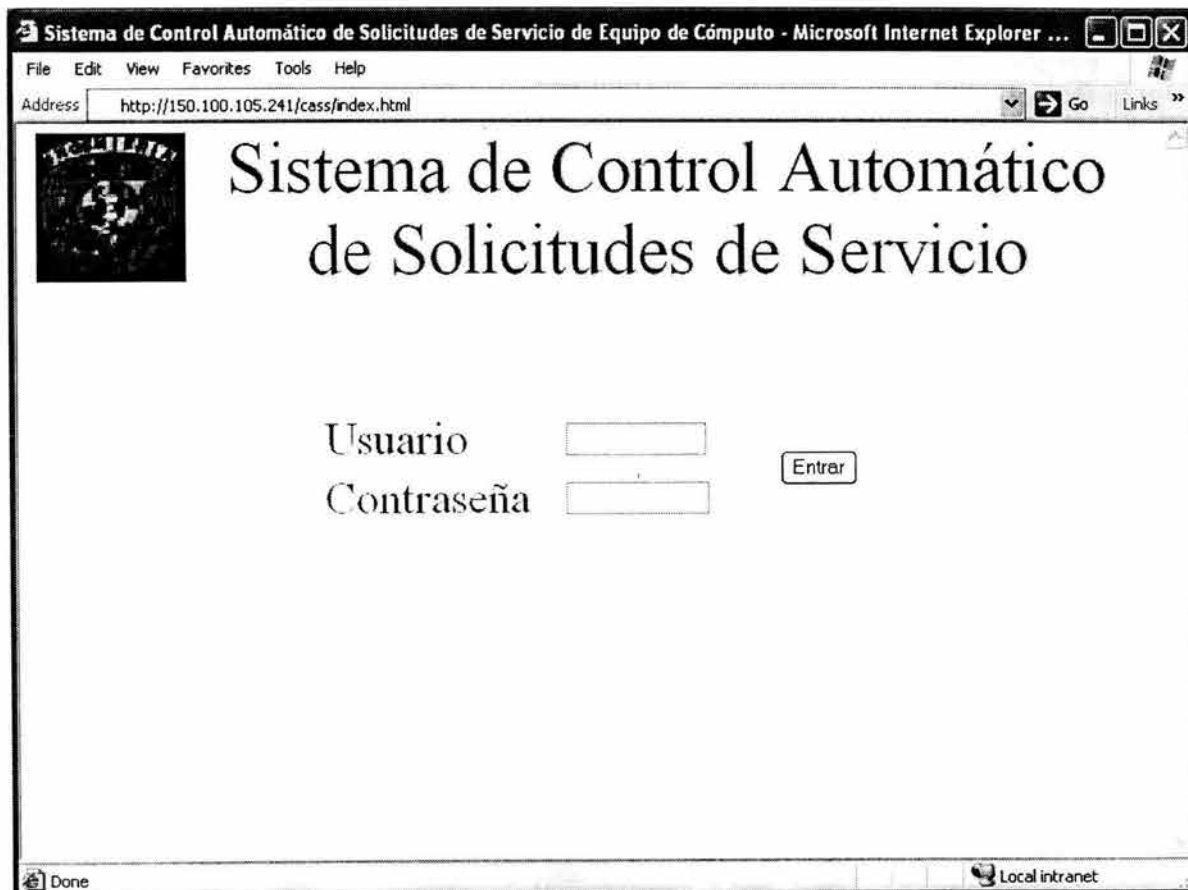 Sistema de Control Automático de Solicitudes de Servicio de Equipo de Cómputo - Microsoft Internet Explorer ...
File Edit View Favorites Tools Help
Address http://150.100.105.241/cass/index.html Go Links »
Sistema de Control Automático
de Solicitudes de Servicio
Usuario
Entrar
Contraseña
Done Local intranet